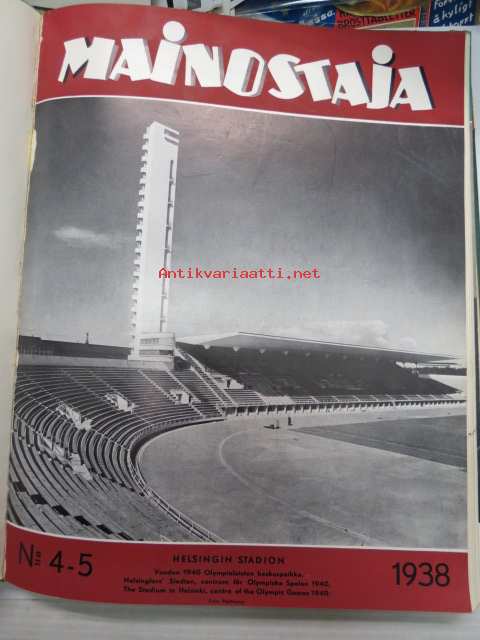 MAINOSTAJA
Antikvariaatti.net
N:o 4-5
HELSINGIN STADION
Vuoden 1940 Olympialaisten keskuspaikka.
Helsingfors' Stadion, centrum för Olympiska Spelen 1940.
The Stadium in Helsinki, centre of the Olympic Games 1940.
1938